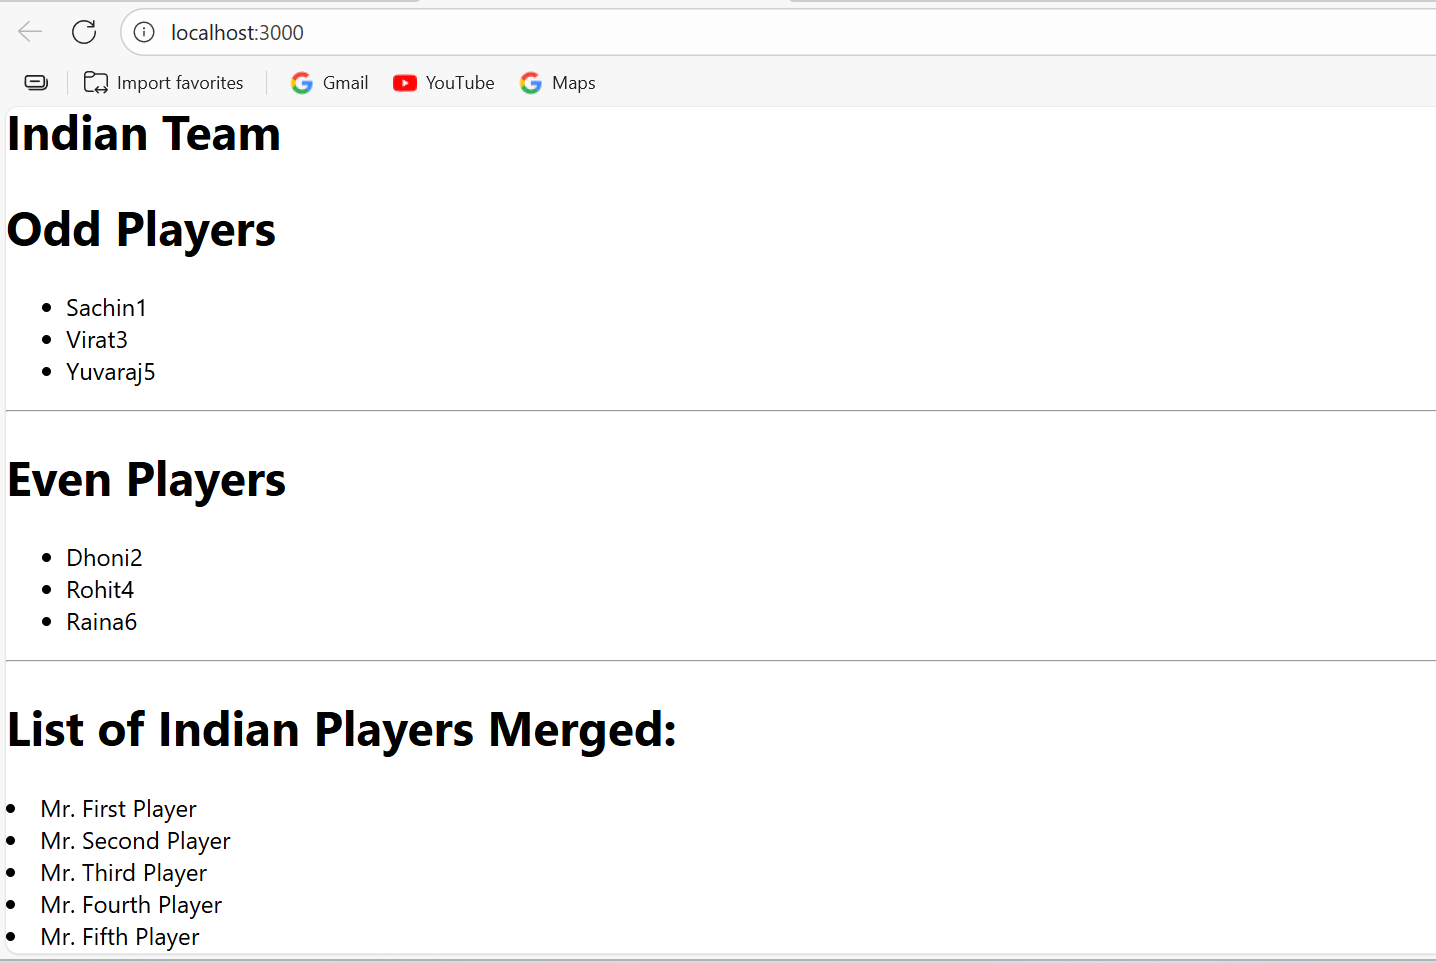 localhost:3000
Import favorites Gmail YouTube Maps
Indian Team
Odd Players
Sachin1
Virat3
Yuvaraj5
Even Players
Dhoni2
Rohit4
Raina6
List of Indian Players Merged:
Mr. First Player
Mr. Second Player
Mr. Third Player
Mr. Fourth Player
Mr. Fifth Player